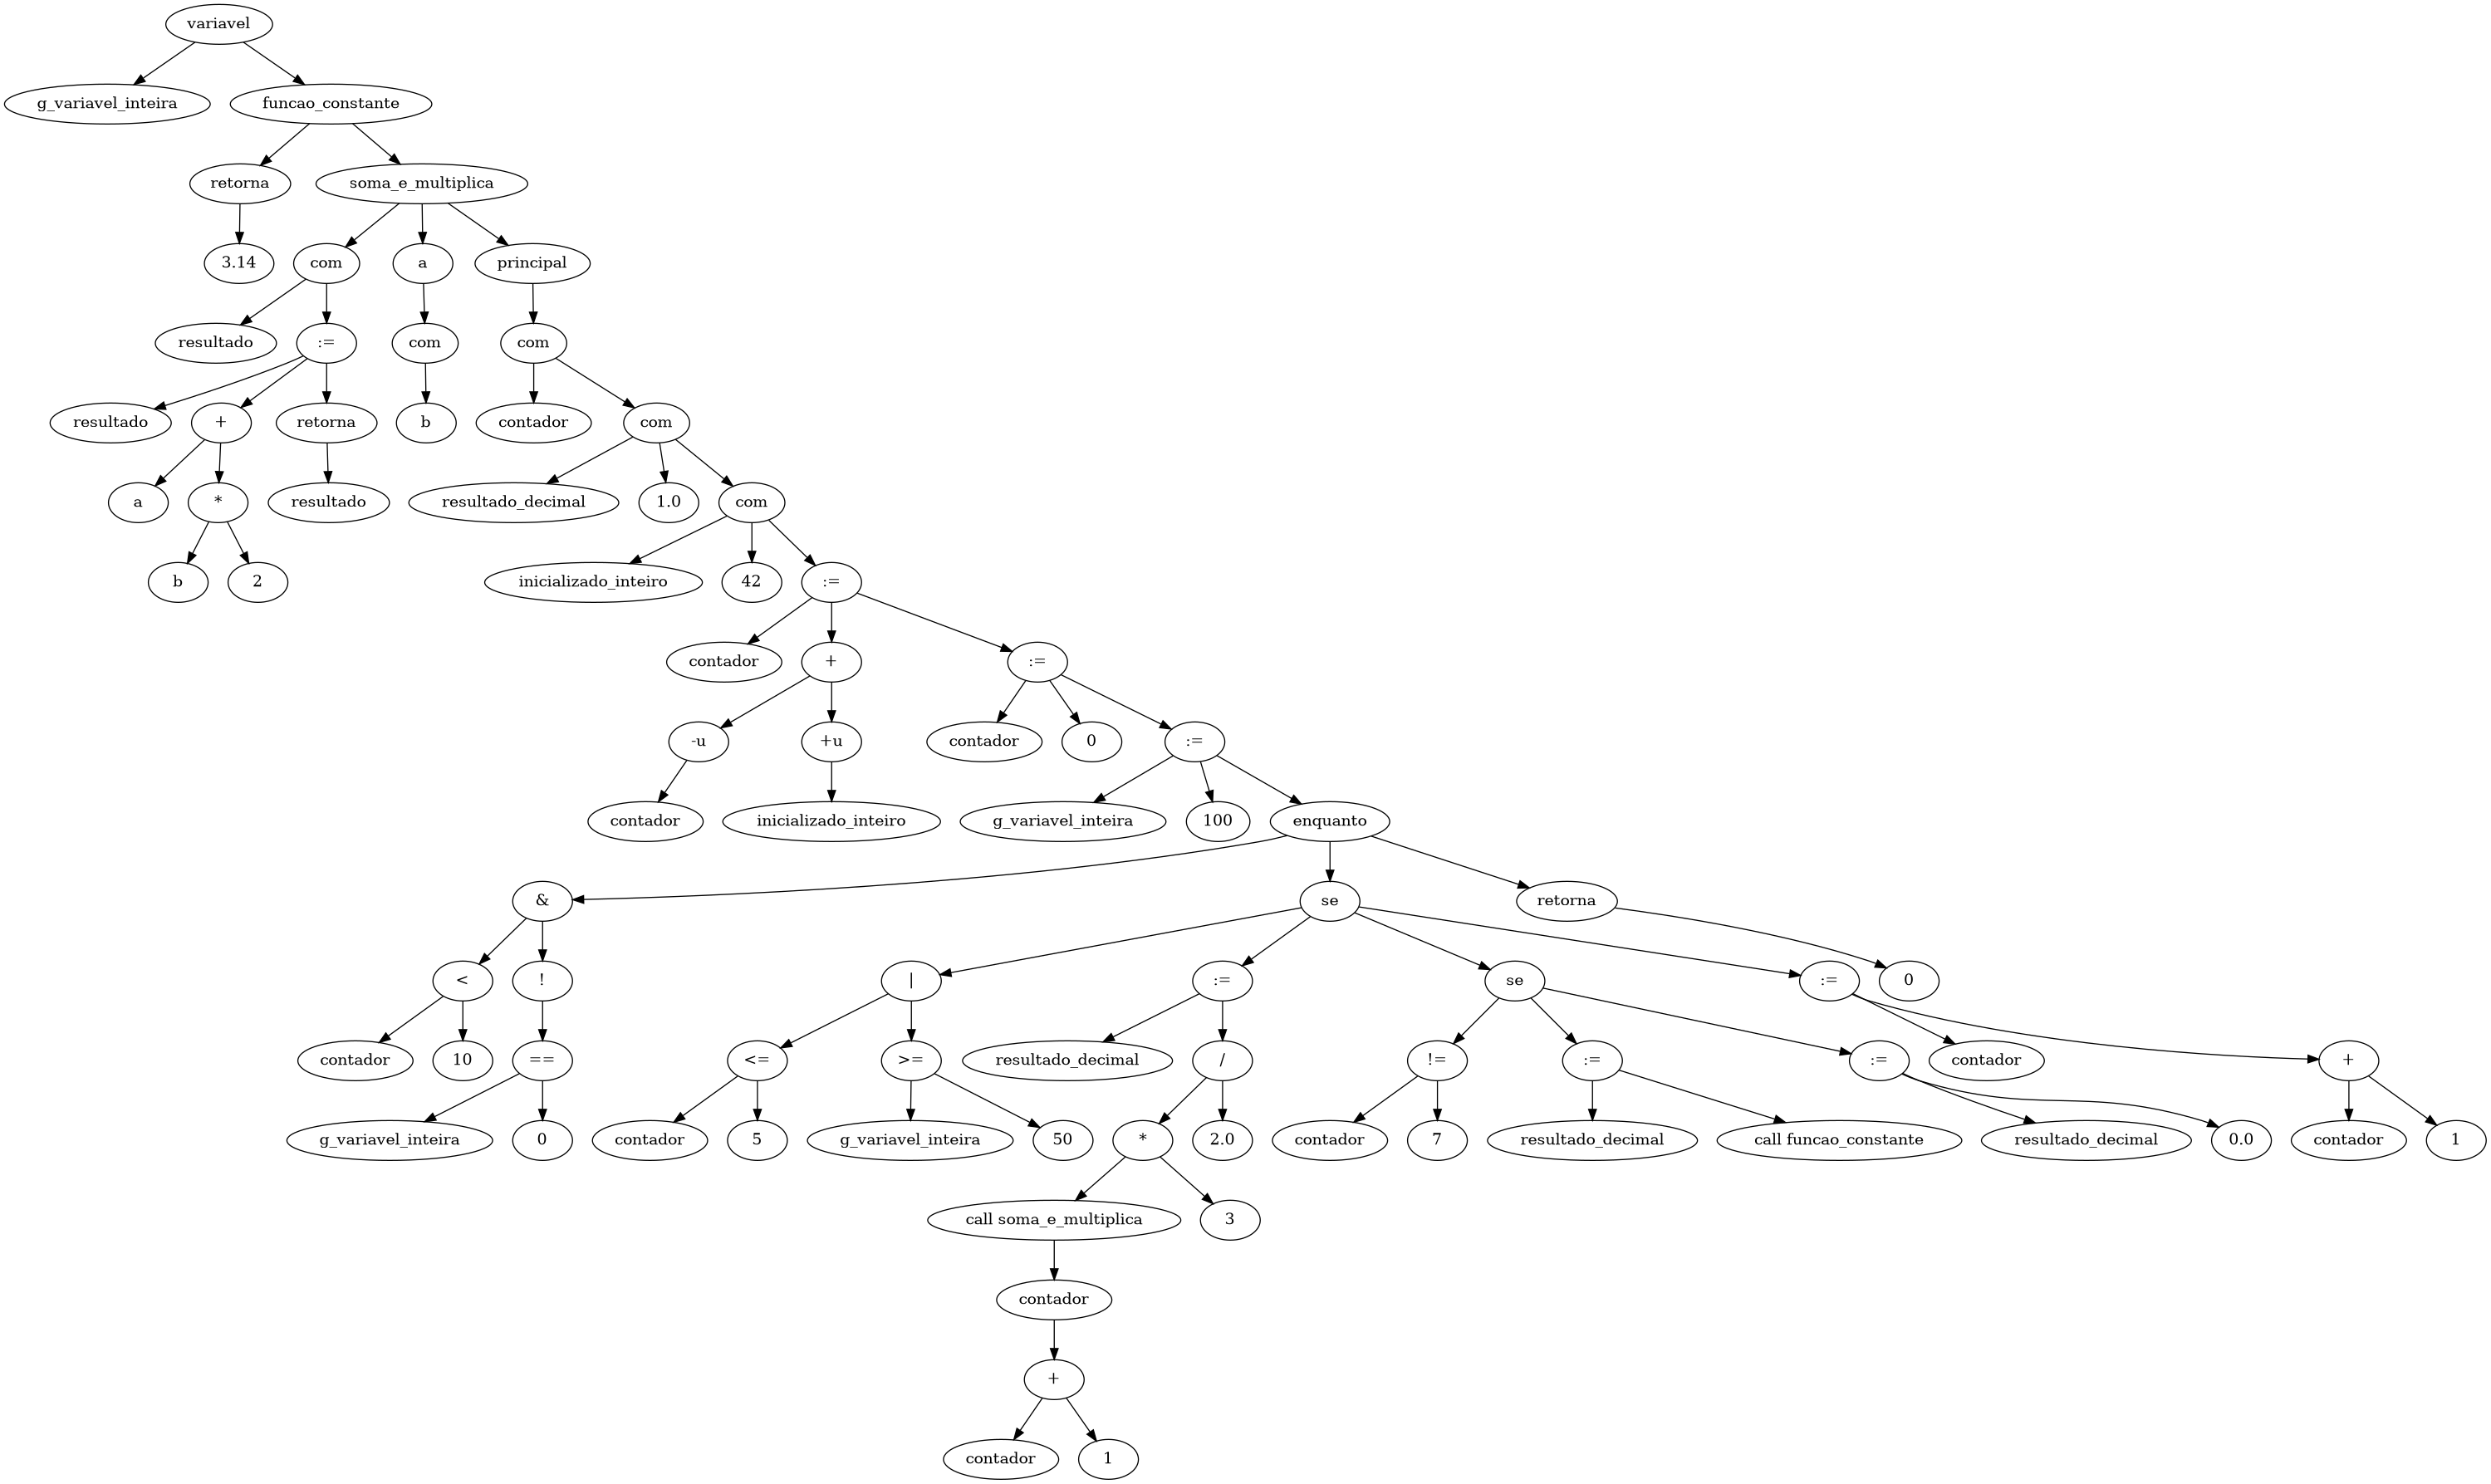 variavel
g_variavel_inteira
funcao_constante
retorna
soma_e_multiplica
3.14
com
a
principal
resultado
:=
com
com
resultado
+
retorna
b
contador
com
a
*
resultado
resultado_decimal
1.0
com
b
2
inicializado_inteiro
42
:=
contador
+
:=
-u
+u
contador
0
:=
contador
inicializado_inteiro
g_variavel_inteira
100
enquanto
&
se
retorna
<
!
|
:=
se
:=
0
contador
10
==
<=
>=
resultado_decimal
/
!=
:=
:=
contador
+
g_variavel_inteira
0
contador
5
g_variavel_inteira
50
*
2.0
contador
7
resultado_decimal
call funcao_constante
resultado_decimal
0.0
contador
1
call soma_e_multiplica
3
contador
+
contador
1